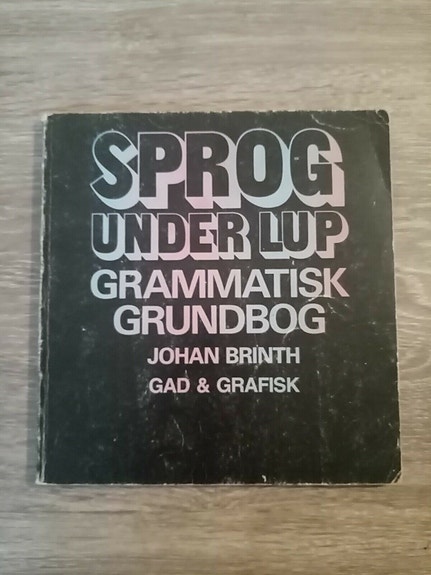 SPROG
UNDER LUP
GRAMMATISK
GRUNDBOG
JOHAN BRINTH
GAD & GRAFISK